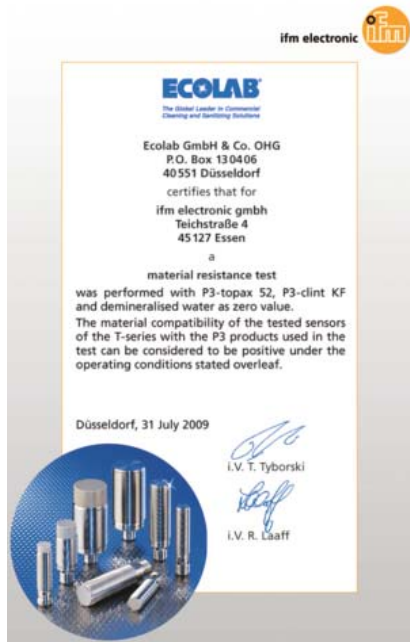 ifm electronic
ifm
ECOLAB®
The Global Leader in Commercial
Cleaning and Sanitizing Solutions
Ecolab GmbH & Co. OHG
P.O. Box 130406
40551 Düsseldorf
certifies that for
ifm electronic gmbh
Teichstraße 4
45127 Essen
a
material resistance test
was performed with P3-topax 52, P3-clint KF
and demineralised water as zero value.
The material compatibility of the tested sensors
of the T-series with the P3 products used in the
test can be considered to be positive under the
operating conditions stated overleaf.
Düsseldorf, 31 July 2009
i.V. T. Tyborski
i.V. R. Laaff